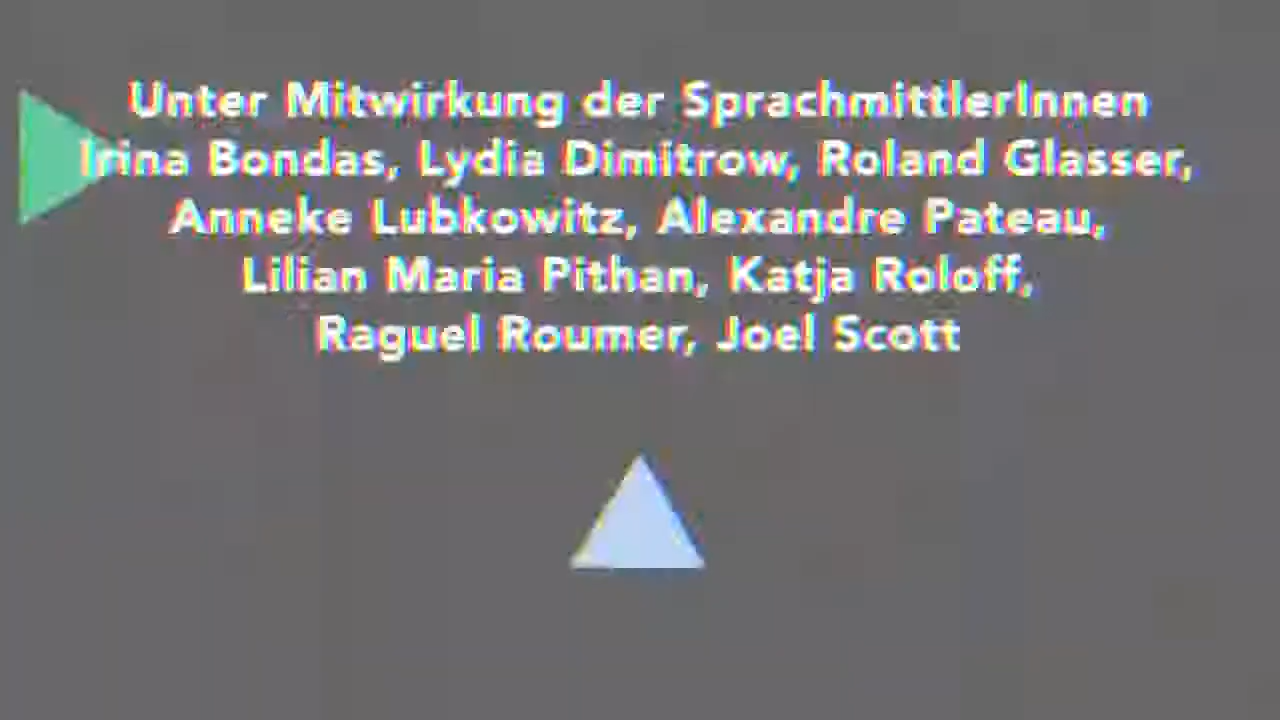 Unter Mitwirkung der SprachmittlerInnen
Irina Bondas, Lydia Dimitrow, Roland Glasser,
Anneke Lubkowitz, Alexandre Pateau,
Lilian Maria Pithan, Katja Roloff,
Raguel Roumer, Joel Scott